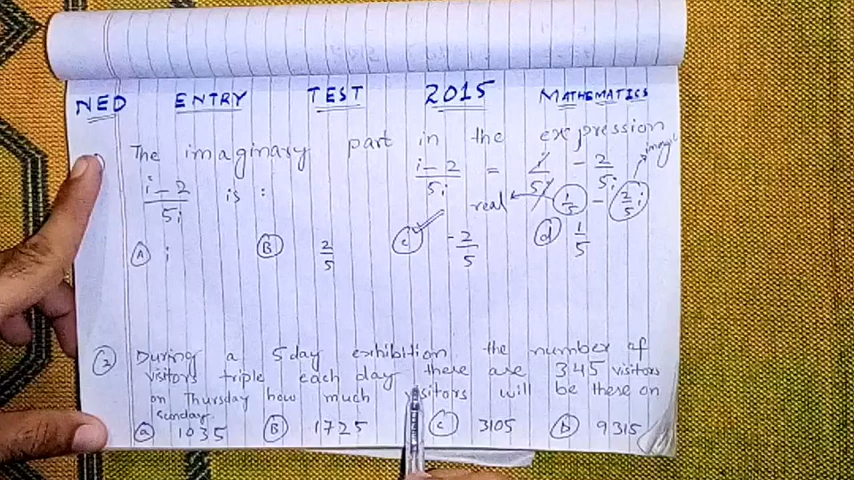 NED ENTRY TEST 2015 MATHEMATICS
The imaginary part in the expression
i-2/5i is :
i-2/5i = i/5i - 2/5i
real 1/5 - 2/5 i
(A) i (B) 2/5 (c) -2/5 (d) 1/5
(2) During a 5day exhibition the number of
visitors triple each day there are 345 visitors
on Thursday how much visitors will be there on
sunday.
(a) 1035 (B) 1725 (c) 3105 (D) 9315